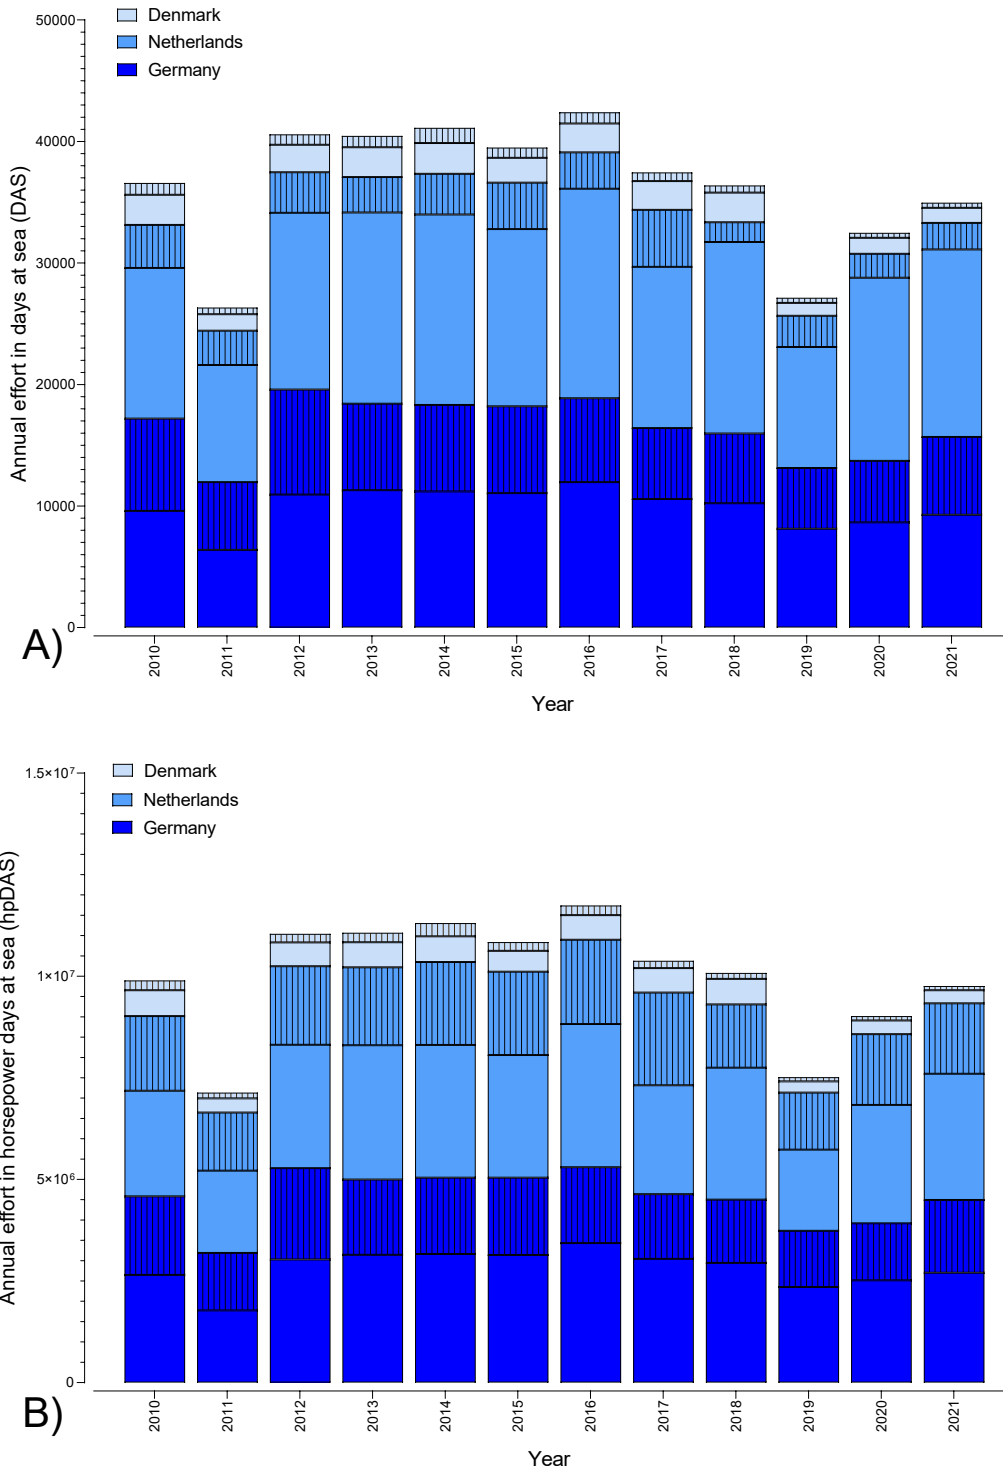 50000
40000
30000
20000
10000
0
Annual effort in days at sea (DAS)
Denmark
Netherlands
Germany
2010
2011
2012
2013
2014
2015
2016
2017
2018
2019
2020
2021
A)
Year
1.5×10⁷
1×10⁷
5×10⁶
0
Annual effort in horsepower days at sea (hpDAS)
Denmark
Netherlands
Germany
2010
2011
2012
2013
2014
2015
2016
2017
2018
2019
2020
2021
B)
Year